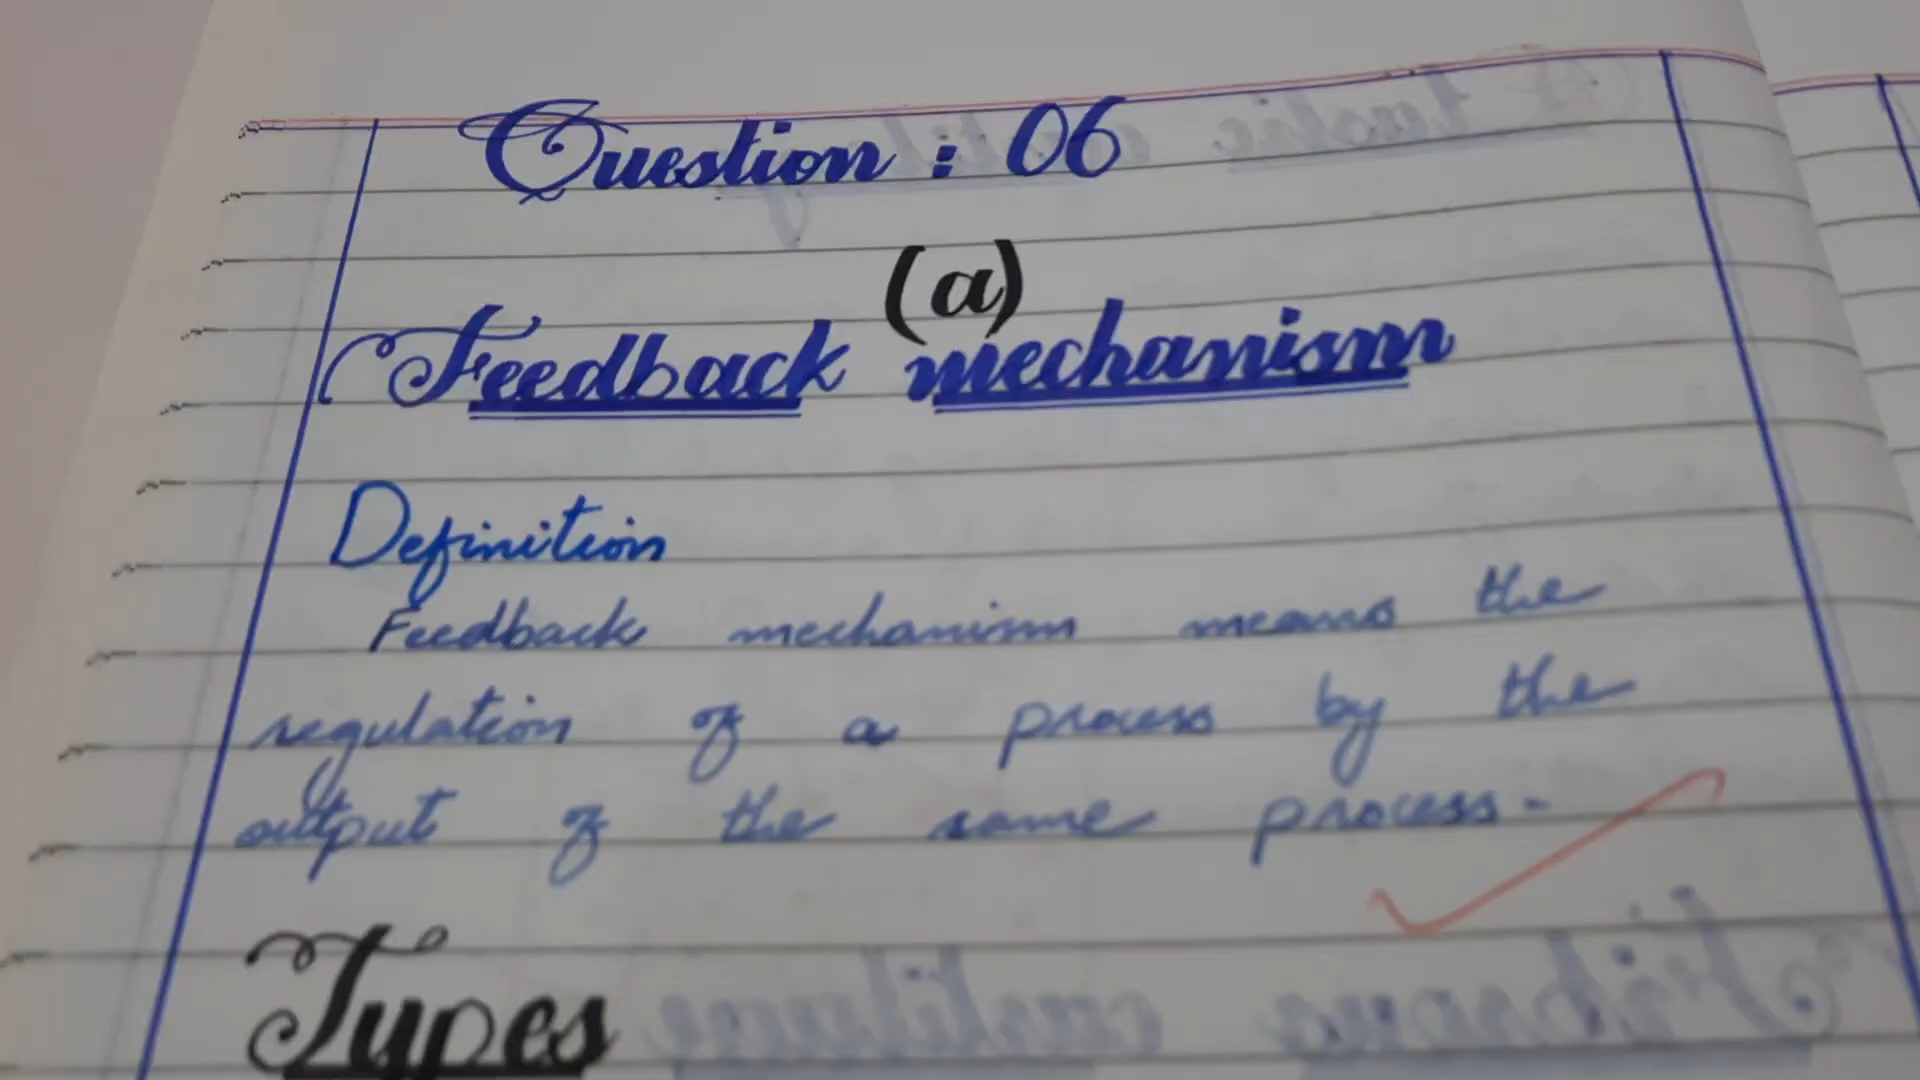 Question : 06
(a)
Feedback mechanism
Definition
Feedback mechanism means the
regulation of a process by the
output of the same process.
Types